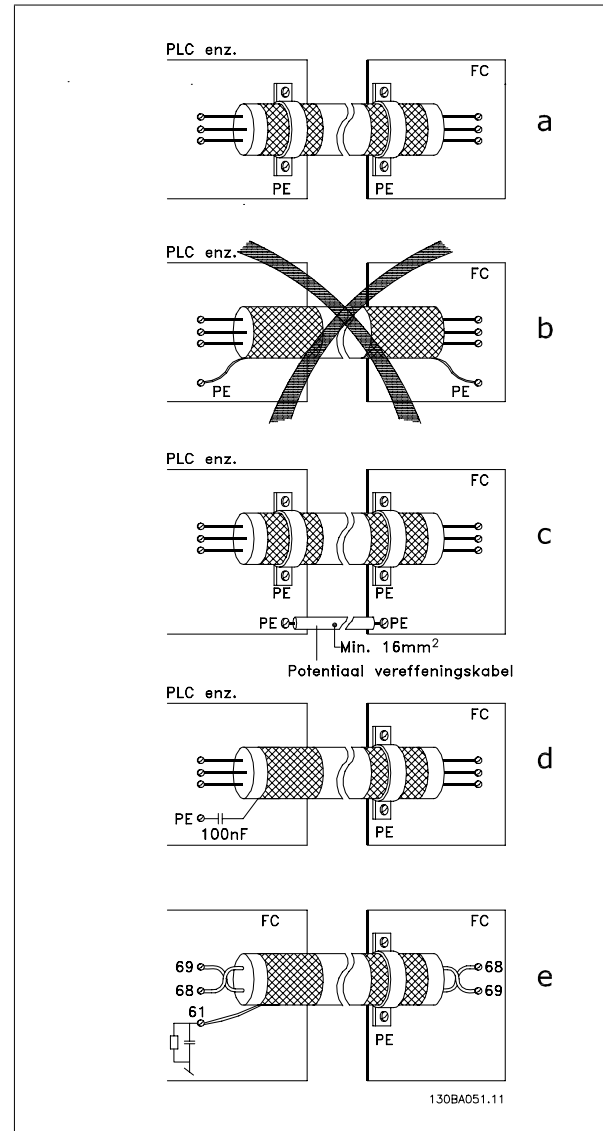 PLC enz.
FC
a
PE
PE
PLC enz.
FC
b
PE
PE
PLC enz.
FC
c
PE
PE
PE
PE
Min. 16mm²
Potentiaal vereffeningskabel
PLC enz.
FC
d
PE
100nF
PE
FC
FC
e
69
68
68
69
61
PE
130BA051.11